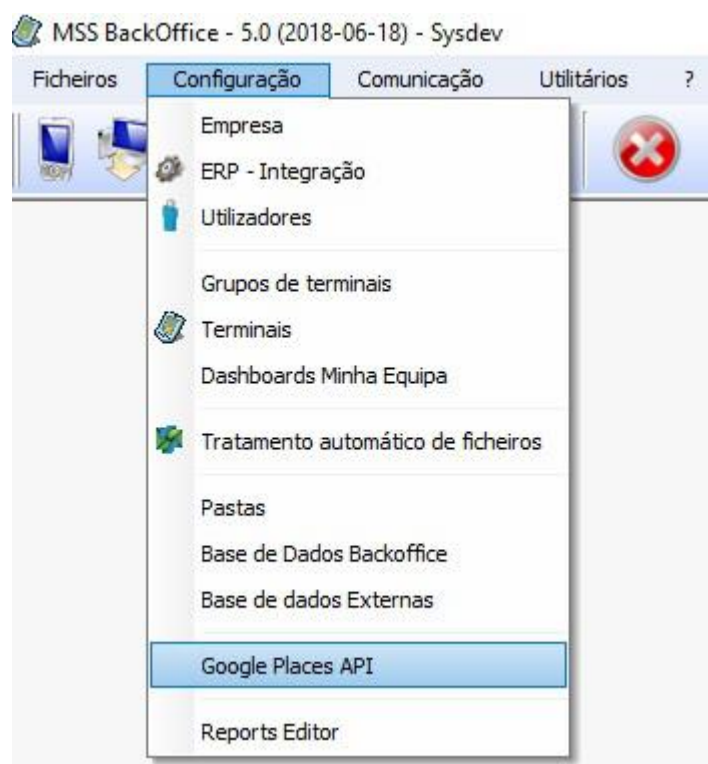 MSS BackOffice - 5.0 (2018-06-18) - Sysdev
Ficheiros Configuração Comunicação Utilitários ?
Empresa
ERP - Integração
Utilizadores
Grupos de terminais
Terminais
Dashboards Minha Equipa
Tratamento automático de ficheiros
Pastas
Base de Dados Backoffice
Base de dados Externas
Google Places API
Reports Editor